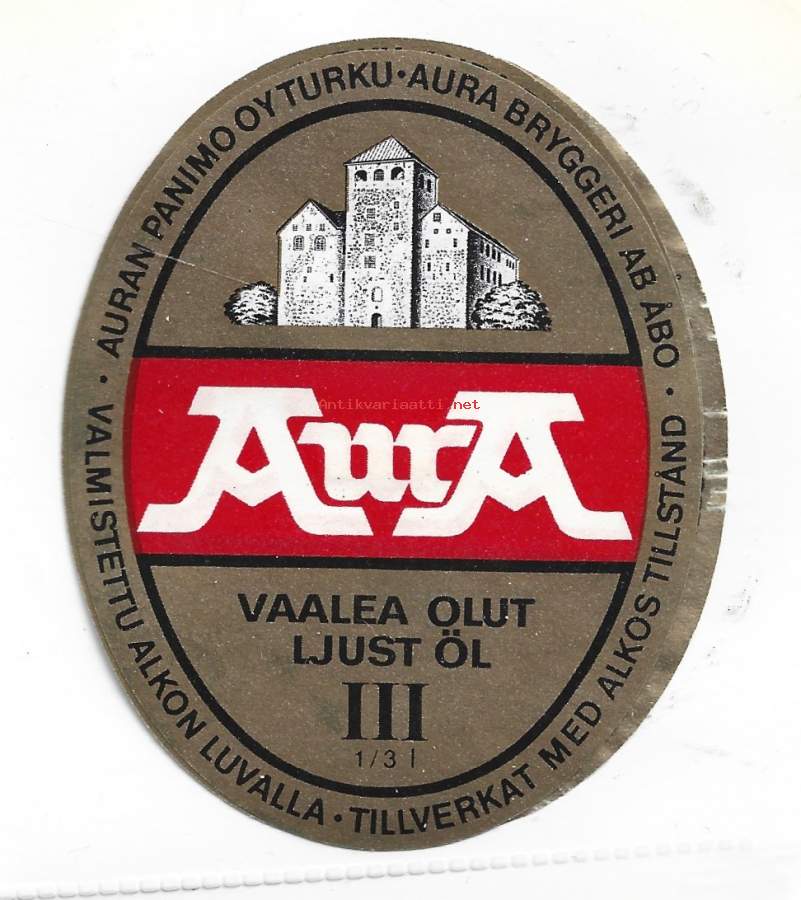 AURAN PANIMO OY TURKU · AURA BRYGGERI AB ÅBO ·
Antikvariaatti.net
AurA
VAALEA OLUT
LJUST ÖL
III
1/3 l
VALMISTETTU ALKON LUVALLA · TILLVERKAT MED ALKOS TILLSTÅND ·